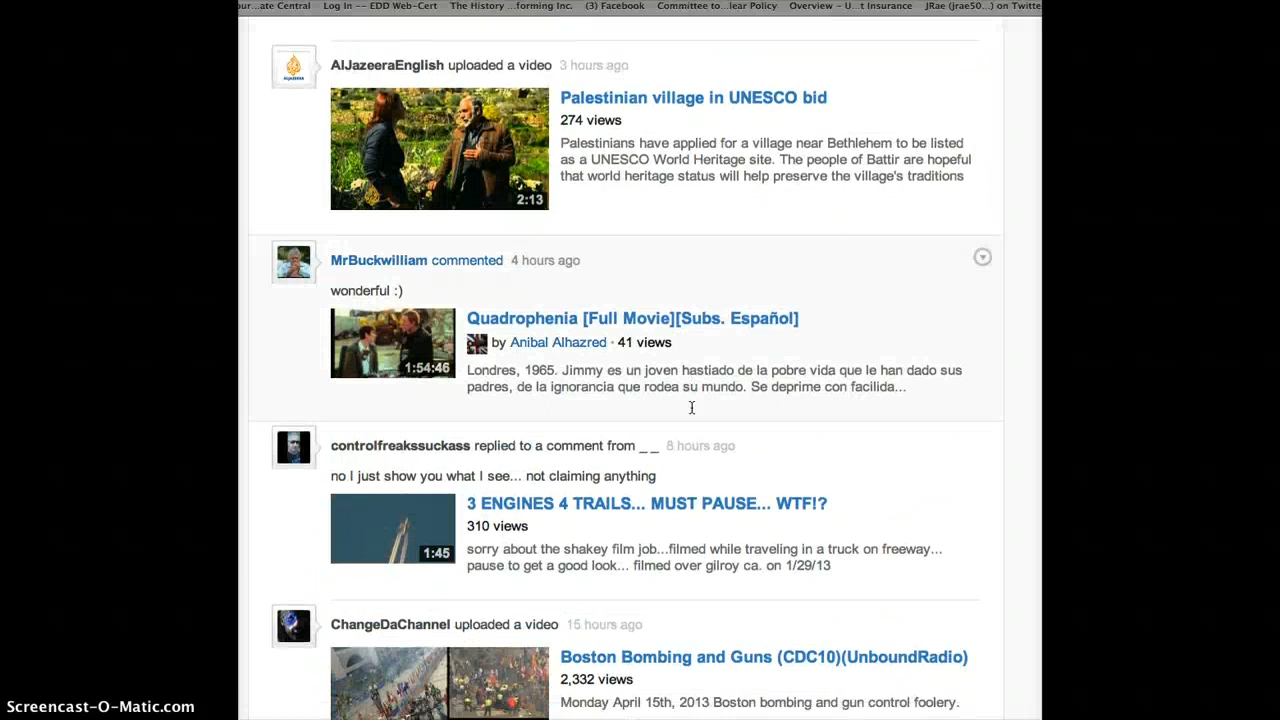 our...ate Central Log In -- EDD Web-Cert The History ...forming Inc. (3) Facebook Committee to...lear Policy Overview - U...t Insurance JRae (jrae50...) on Twitte
AlJazeeraEnglish uploaded a video 3 hours ago
Palestinian village in UNESCO bid
274 views
Palestinians have applied for a village near Bethlehem to be listed
as a UNESCO World Heritage site. The people of Battir are hopeful
that world heritage status will help preserve the village's traditions
2:13
MrBuckwilliam commented 4 hours ago
wonderful :)
Quadrophenia [Full Movie][Subs. Español]
by Anibal Alhazred · 41 views
1:54:46
Londres, 1965. Jimmy es un joven hastiado de la pobre vida que le han dado sus
padres, de la ignorancia que rodea su mundo. Se deprime con facilida...
controlfreakssuckass replied to a comment from _ _ 8 hours ago
no I just show you what I see... not claiming anything
3 ENGINES 4 TRAILS... MUST PAUSE... WTF!?
310 views
1:45
sorry about the shakey film job...filmed while traveling in a truck on freeway...
pause to get a good look... filmed over gilroy ca. on 1/29/13
ChangeDaChannel uploaded a video 15 hours ago
Boston Bombing and Guns (CDC10)(UnboundRadio)
2,332 views
Monday April 15th, 2013 Boston bombing and gun control foolery.
Screencast-O-Matic.com